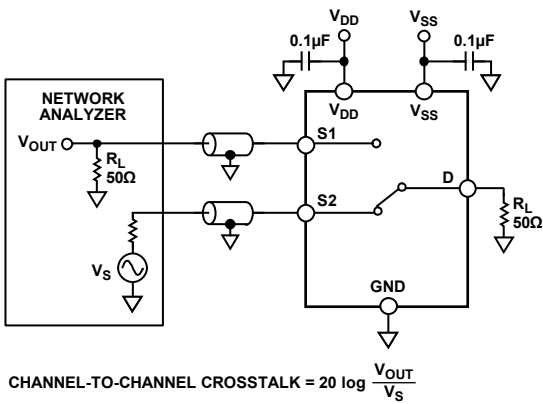 V_DD
V_SS
0.1µF
0.1µF
V_DD
V_SS
NETWORK
ANALYZER
V_OUT
S1
R_L
50Ω
D
S2
R_L
50Ω
V_S
GND
CHANNEL-TO-CHANNEL CROSSTALK = 20 log V_OUT / V_S